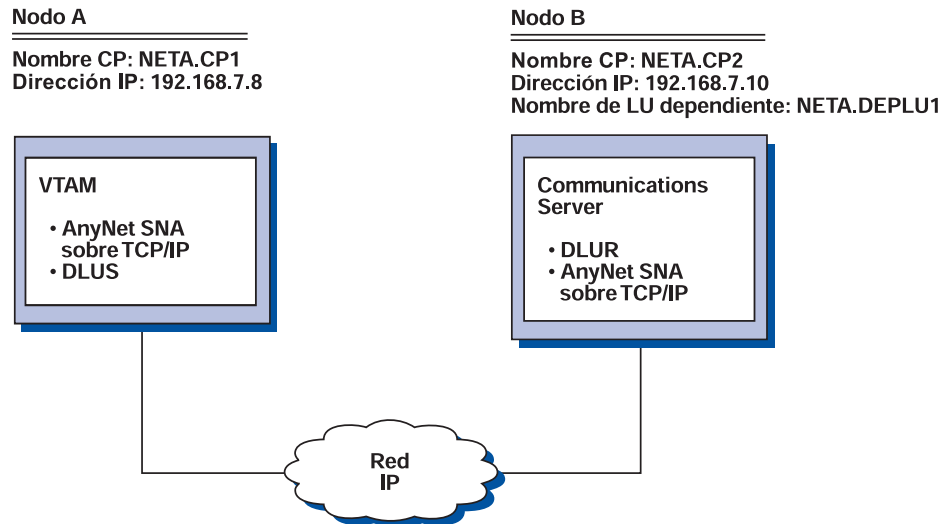 Nodo A
Nombre CP: NETA.CP1
Dirección IP: 192.168.7.8
Nodo B
Nombre CP: NETA.CP2
Dirección IP: 192.168.7.10
Nombre de LU dependiente: NETA.DEPLU1
VTAM
• AnyNet SNA
sobre TCP/IP
• DLUS
Communications
Server
• DLUR
• AnyNet SNA
sobre TCP/IP
Red
IP